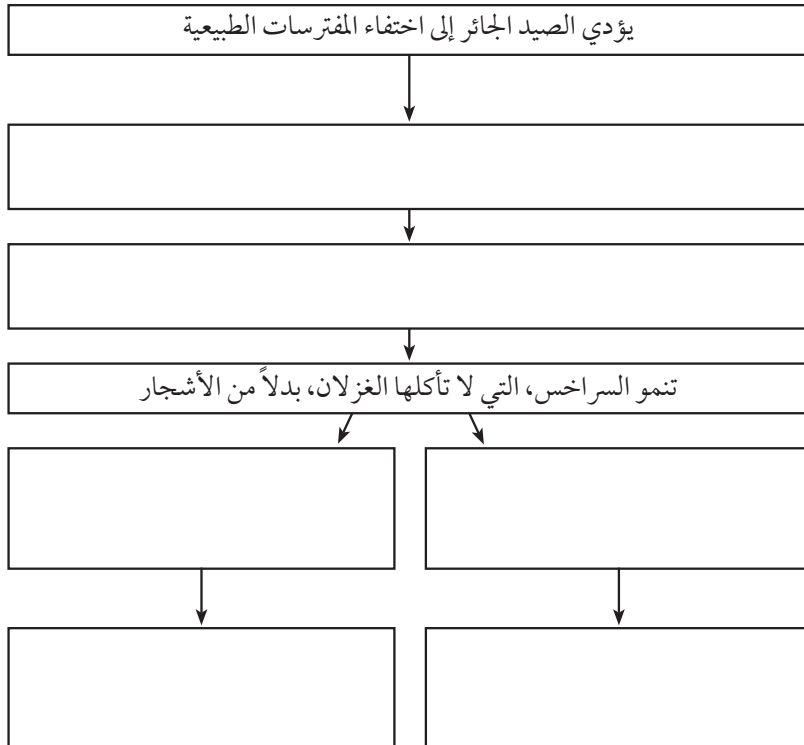 يؤدي الصيد الجائر إلى اختفاء المفترسات الطبيعية
تنمو السراخس، التي لا تأكلها الغزلان، بدلاً من الأشجار